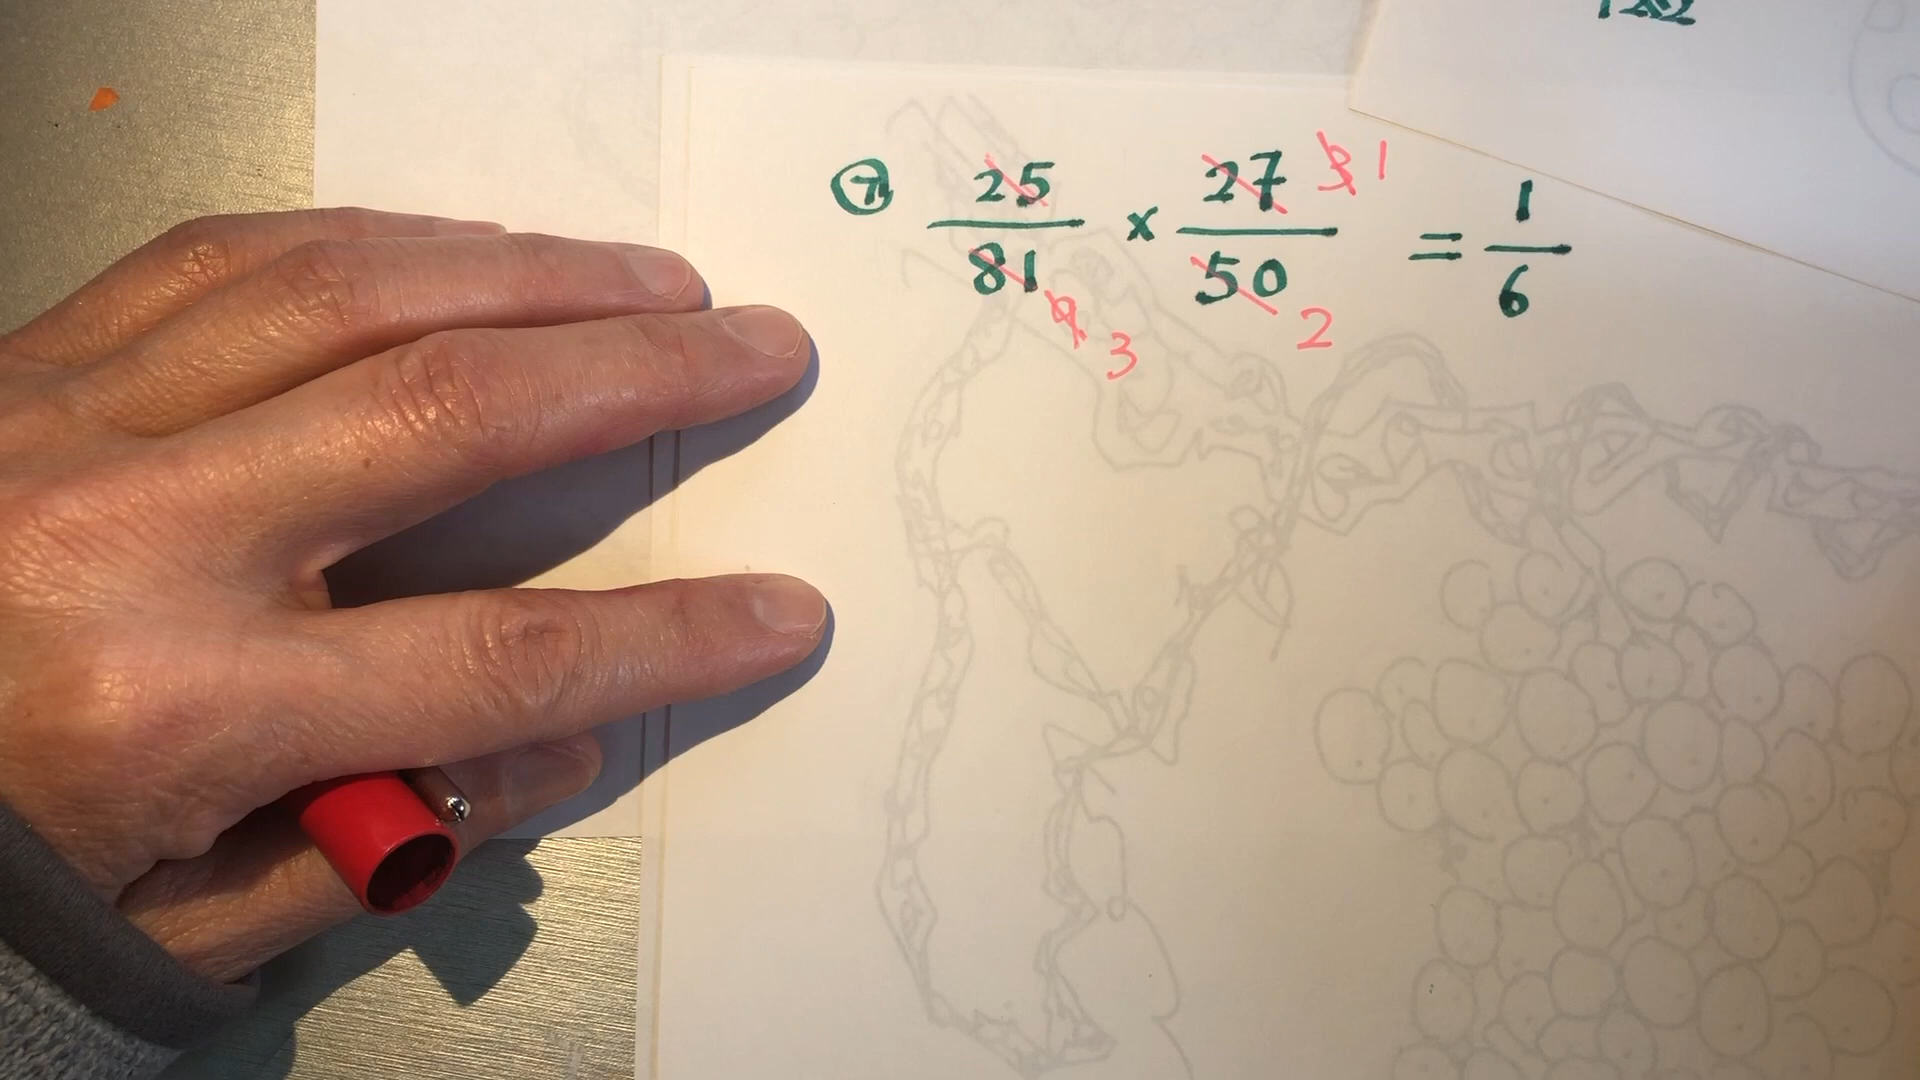 ⑦ 25/81 × 27/50 = 1/6
3 1
9 3 2